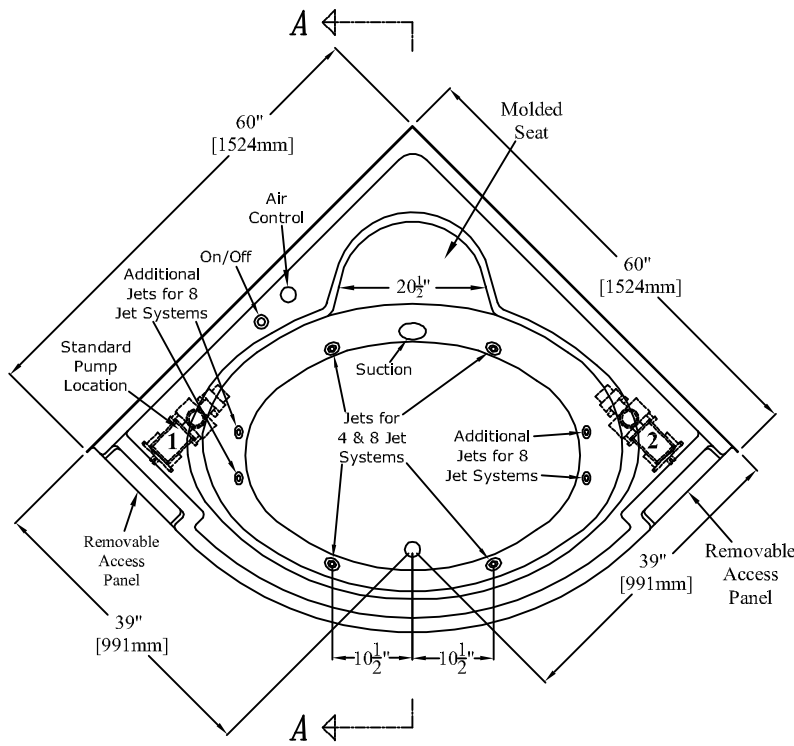 A
60"
[1524mm]
Molded
Seat
Air
Control
On/Off
Additional
Jets for 8
Jet Systems
20½"
60"
[1524mm]
Standard
Pump
Location
Suction
1
Jets for
4 & 8 Jet
Systems
Additional
Jets for 8
Jet Systems
2
Removable
Access
Panel
Removable
Access
Panel
39"
[991mm]
39"
[991mm]
10½"
10½"
A